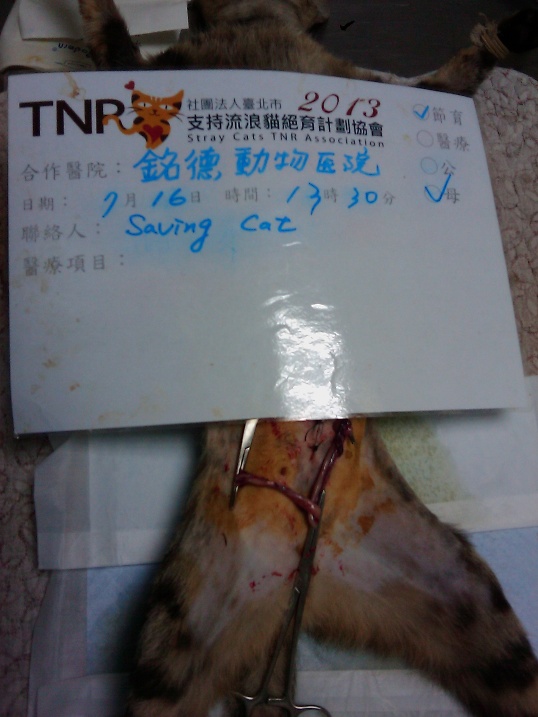 TNR 社團法人臺北市 2013
支持流浪貓絕育計劃協會
Stray Cats TNR Association
節育
醫療
公
母
合作醫院：銘德動物医院
日期：7月16日 時間：13時30分
聯絡人：Saving Cat
醫療項目：